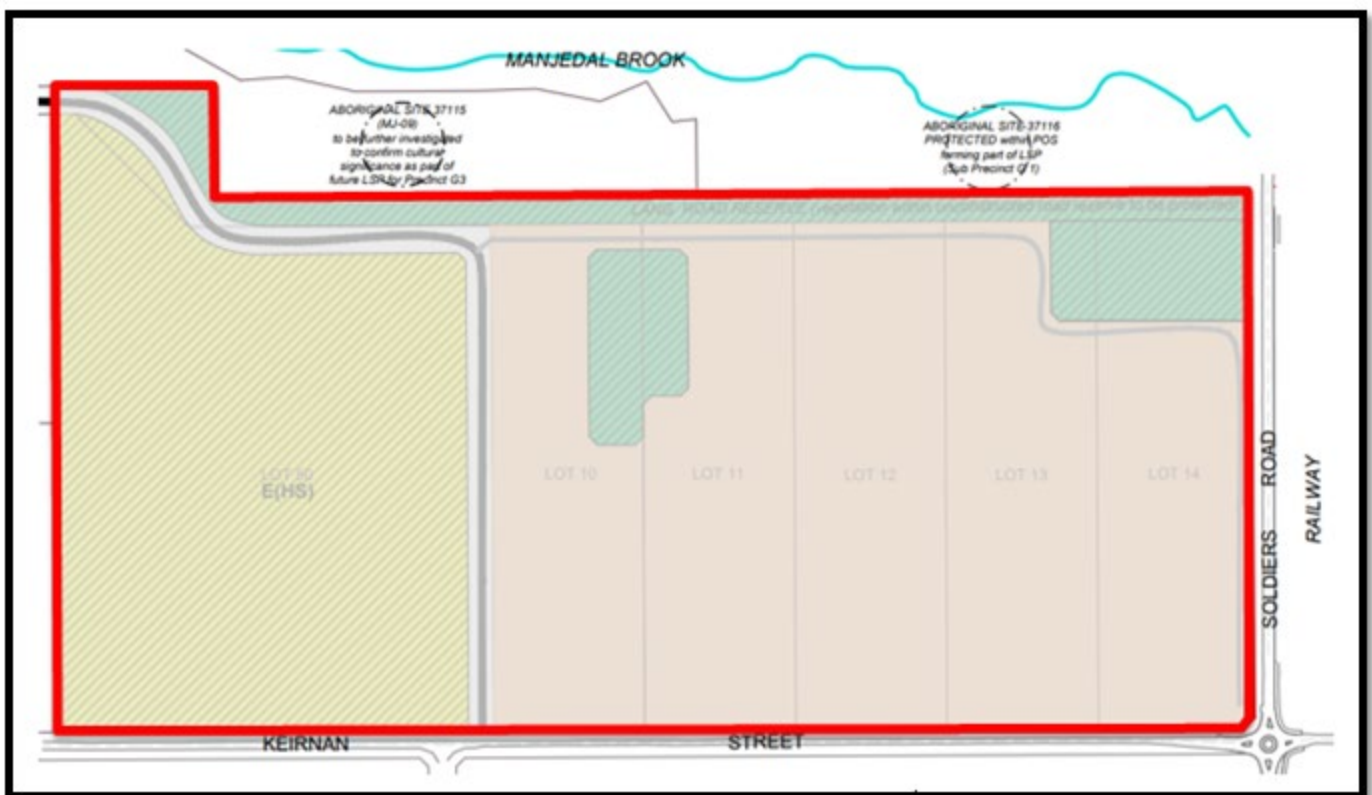 MANJEDAL BROOK
ABORIGINAL SITE 37115
(MJ-09)
to be further investigated
to confirm cultural
significance as part of
future LSP for Precinct G3
ABORIGINAL SITE 37116
PROTECTED within POS
forming part of LSP
(Sub Precinct G1)
ROAD RESERVE
LOT 10
LOT 11
LOT 12
LOT 13
LOT 14
E(HS)
SOLDIERS ROAD
RAILWAY
KEIRNAN STREET